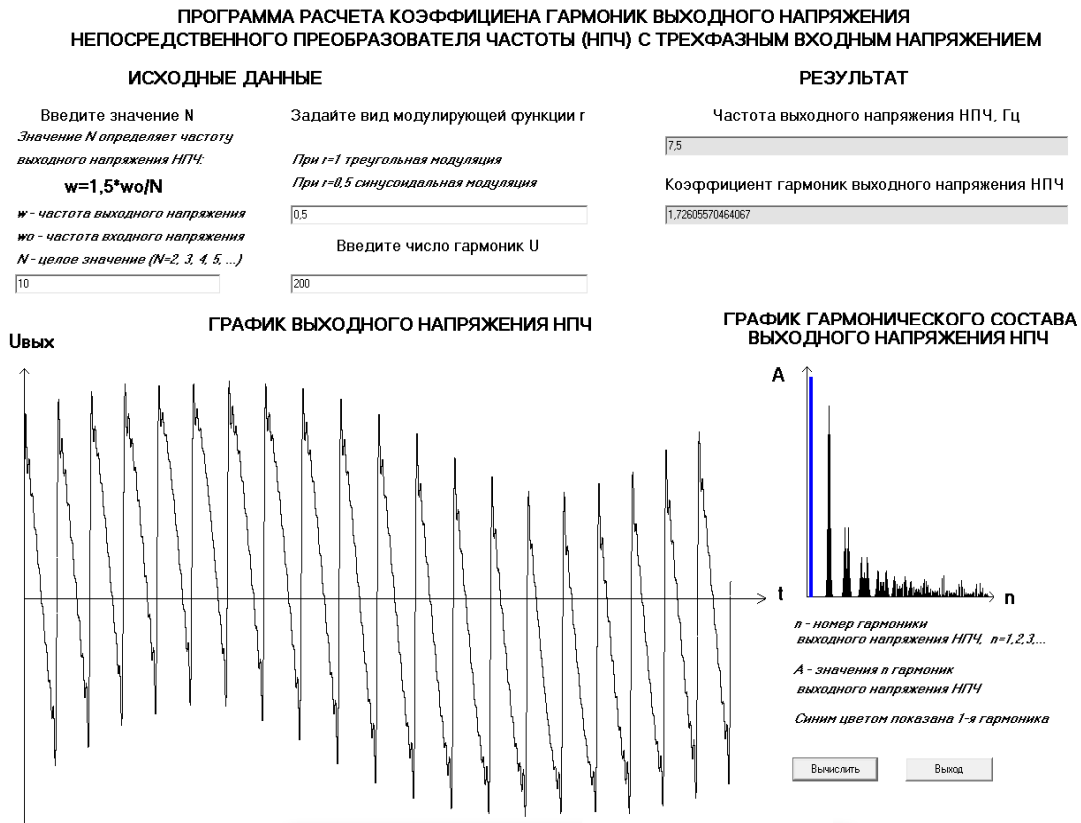 ПРОГРАММА РАСЧЕТА КОЭФФИЦИЕНА ГАРМОНИК ВЫХОДНОГО НАПРЯЖЕНИЯ
НЕПОСРЕДСТВЕННОГО ПРЕОБРАЗОВАТЕЛЯ ЧАСТОТЫ (НПЧ) С ТРЕХФАЗНЫМ ВХОДНЫМ НАПРЯЖЕНИЕМ
ИСХОДНЫЕ ДАННЫЕ
Введите значение N
Значение N определяет частоту
выходного напряжения НПЧ:
w=1,5*wo/N
w - частота выходного напряжения
wo - частота входного напряжения
N - целое значение (N=2, 3, 4, 5, ...)
10
Задайте вид модулирующей функции r
При r=1 треугольная модуляция
При r=0,5 синусоидальная модуляция
0,5
Введите число гармоник U
200
РЕЗУЛЬТАТ
Частота выходного напряжения НПЧ, Гц
7,5
Коэффициент гармоник выходного напряжения НПЧ
1,72605570464067
ГРАФИК ВЫХОДНОГО НАПРЯЖЕНИЯ НПЧ
Uвых
t
ГРАФИК ГАРМОНИЧЕСКОГО СОСТАВА
ВЫХОДНОГО НАПРЯЖЕНИЯ НПЧ
A
n
n - номер гармоники
выходного напряжения НПЧ, n=1,2,3,...
A - значения n гармоник
выходного напряжения НПЧ
Синим цветом показана 1-я гармоника
Вычислить
Выход